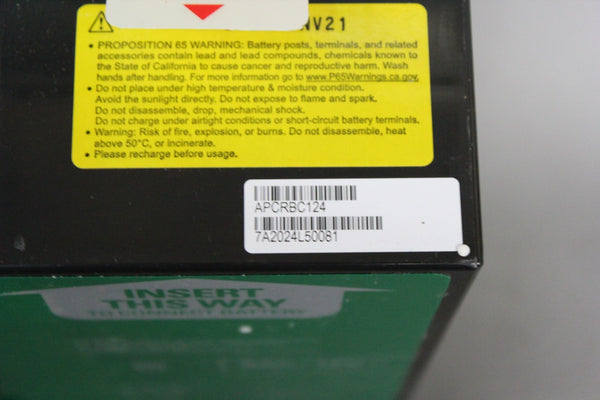 NV21
• PROPOSITION 65 WARNING: Battery posts, terminals, and related
accessories contain lead and lead compounds, chemicals known to
the State of California to cause cancer and reproductive harm. Wash
hands after handling. For more information go to www.P65Warnings.ca.gov.
• Do not place under high temperature & moisture condition.
Avoid the sunlight directly. Do not expose to flame and spark.
Do not disassemble, drop, mechanical shock.
Do not charge under airtight conditions or short-circuit battery terminals.
• Warning: Risk of fire, explosion, or burns. Do not disassemble, heat
above 50°C, or incinerate.
• Please recharge before usage.
APCRBC124
7A2024L50081
INSERT
THIS WAY
TO CONNECT BATTERY